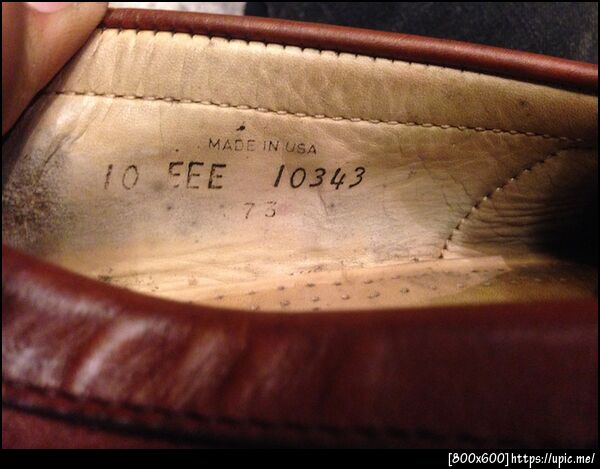 MADE IN USA
10 EEE 10343
73
[800x600]https://upic.me/